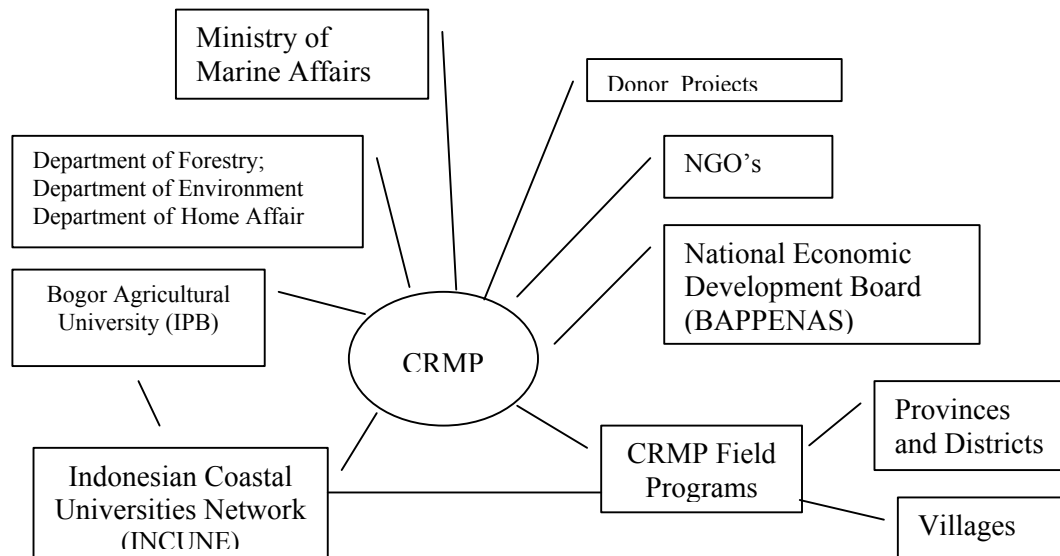 Ministry of
Marine Affairs
Donor Projects
Department of Forestry;
Department of Environment
Department of Home Affair
NGO’s
National Economic
Development Board
(BAPPENAS)
Bogor Agricultural
University (IPB)
CRMP
Provinces
and Districts
CRMP Field
Programs
Indonesian Coastal
Universities Network
(INCUNE)
Villages